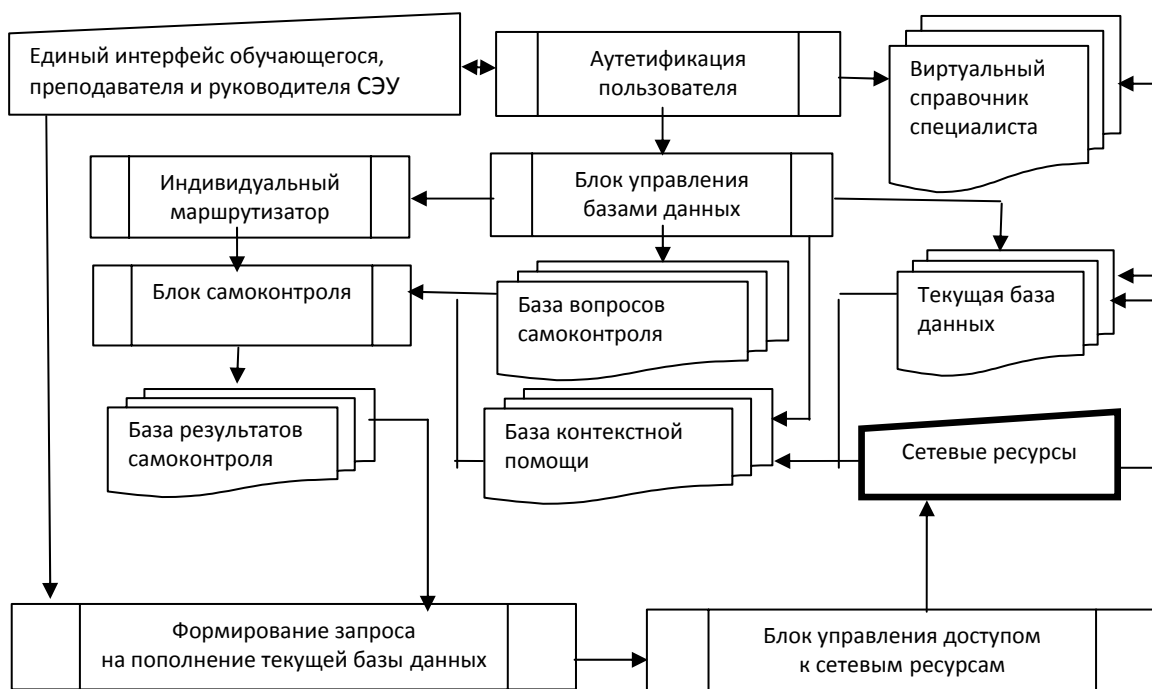 Единый интерфейс обучающегося,
преподавателя и руководителя СЭУ
Аутетификация
пользователя
Виртуальный
справочник
специалиста
Индивидуальный
маршрутизатор
Блок управления
базами данных
Блок самоконтроля
База вопросов
самоконтроля
Текущая база
данных
База результатов
самоконтроля
База контекстной
помощи
Сетевые ресурсы
Формирование запроса
на пополнение текущей базы данных
Блок управления доступом
к сетевым ресурсам